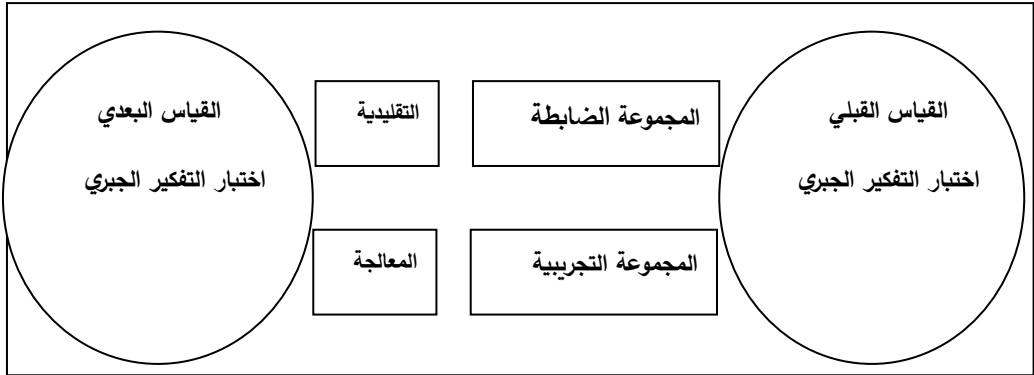 القياس القبلي
اختبار التفكير الجبري
المجموعة الضابطة
التقليدية
المجموعة التجريبية
المعالجة
القياس البعدي
اختبار التفكير الجبري